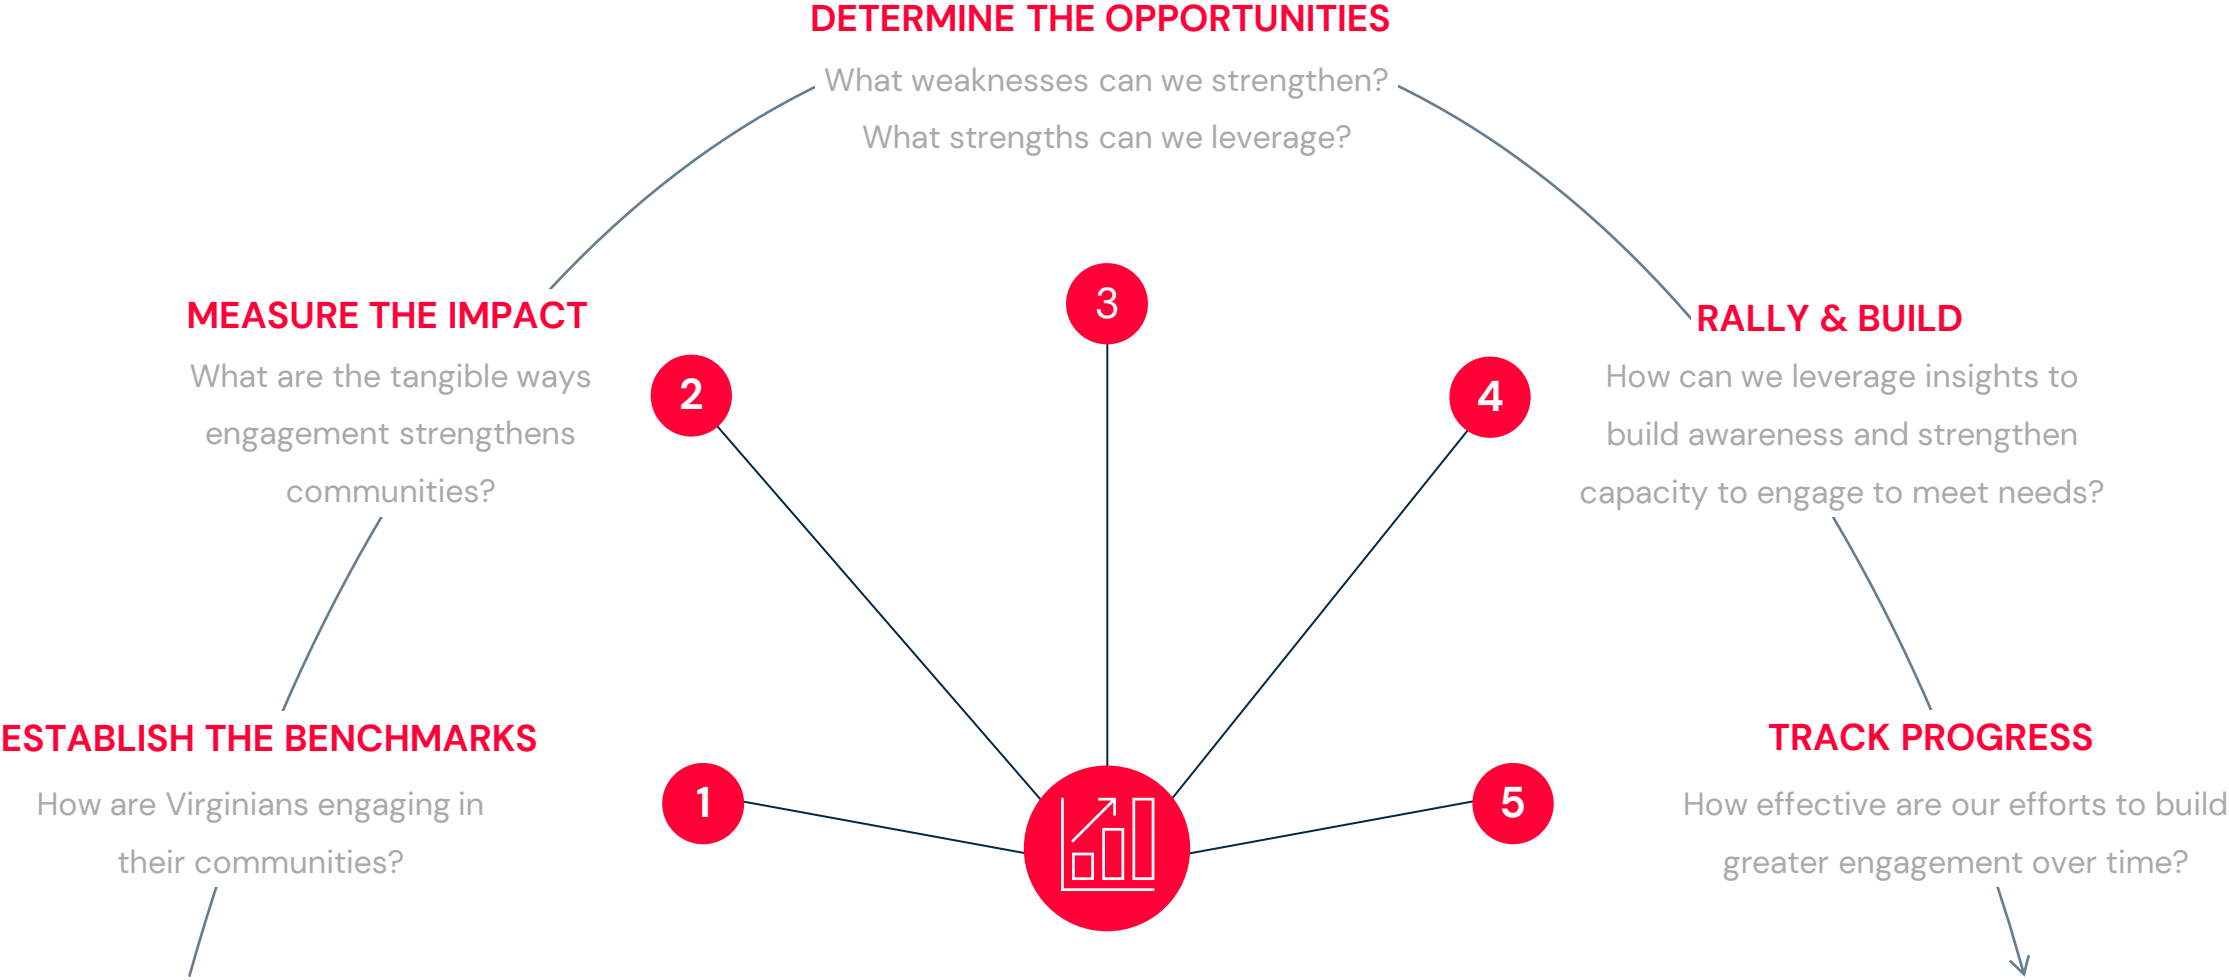 DETERMINE THE OPPORTUNITIES
What weaknesses can we strengthen?
What strengths can we leverage?
MEASURE THE IMPACT
What are the tangible ways
engagement strengthens
communities?
3
2
4
RALLY & BUILD
How can we leverage insights to
build awareness and strengthen
capacity to engage to meet needs?
ESTABLISH THE BENCHMARKS
How are Virginians engaging in
their communities?
1
5
TRACK PROGRESS
How effective are our efforts to build
greater engagement over time?